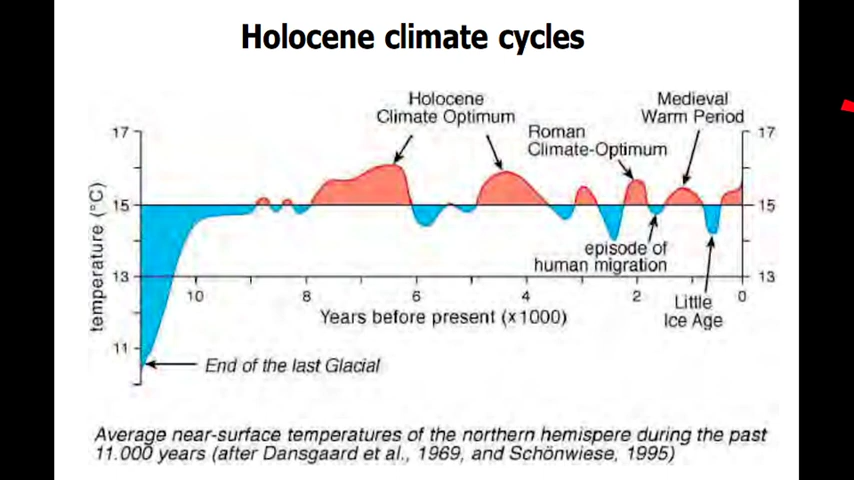 Holocene climate cycles
Holocene
Climate Optimum
Medieval
Warm Period
Roman
Climate-Optimum
17
17
15
15
episode of
human migration
13
13
10
8
6
4
2
0
Years before present (x1000)
Little
Ice Age
temperature (°C)
11
End of the last Glacial
Average near-surface temperatures of the northern hemispere during the past
11.000 years (after Dansgaard et al., 1969, and Schönwiese, 1995)